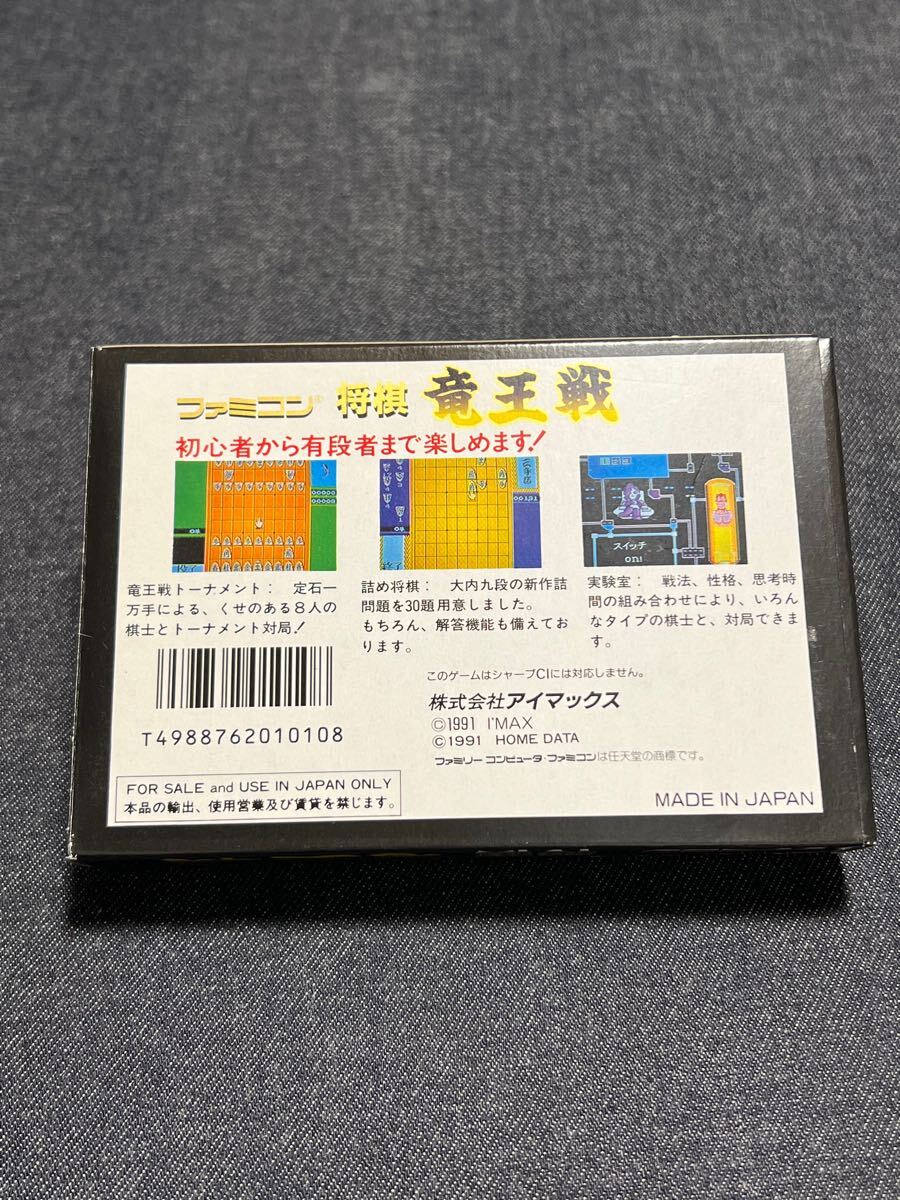 ファミコン® 将棋 竜王戦
初心者から有段者まで楽しめます！
スイッチ
on!
竜王戦トーナメント： 定石一
万手による、くせのある8人の
棋士とトーナメント対局！
詰め将棋： 大内九段の新作詰
問題を30題用意しました。
もちろん、解答機能も備えてお
ります。
実験室： 戦法、性格、思考時
間の組み合わせにより、いろん
なタイプの棋士と、対局できま
す。
このゲームはシャープC1には対応しません。
株式会社アイマックス
©1991 I'MAX
©1991 HOME DATA
ファミリーコンピュータ・ファミコンは任天堂の商標です。
T4988762010108
FOR SALE and USE IN JAPAN ONLY
本品の輸出、使用営業及び賃貸を禁じます。
MADE IN JAPAN